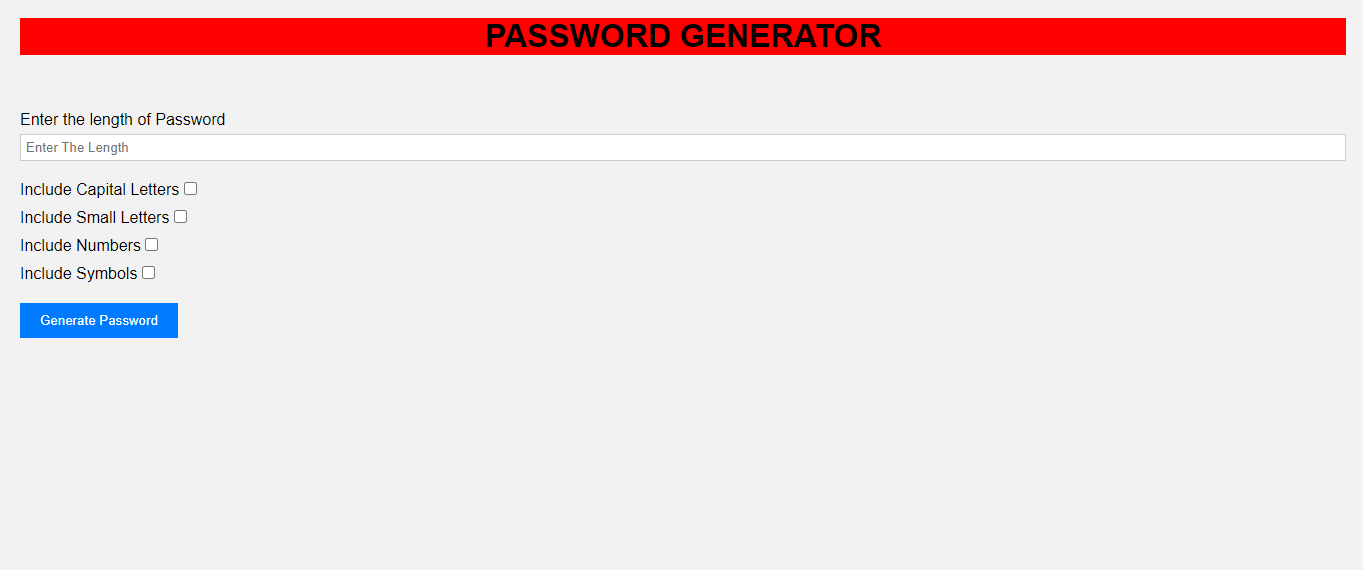 PASSWORD GENERATOR
Enter the length of Password
Enter The Length
Include Capital Letters
Include Small Letters
Include Numbers
Include Symbols
Generate Password